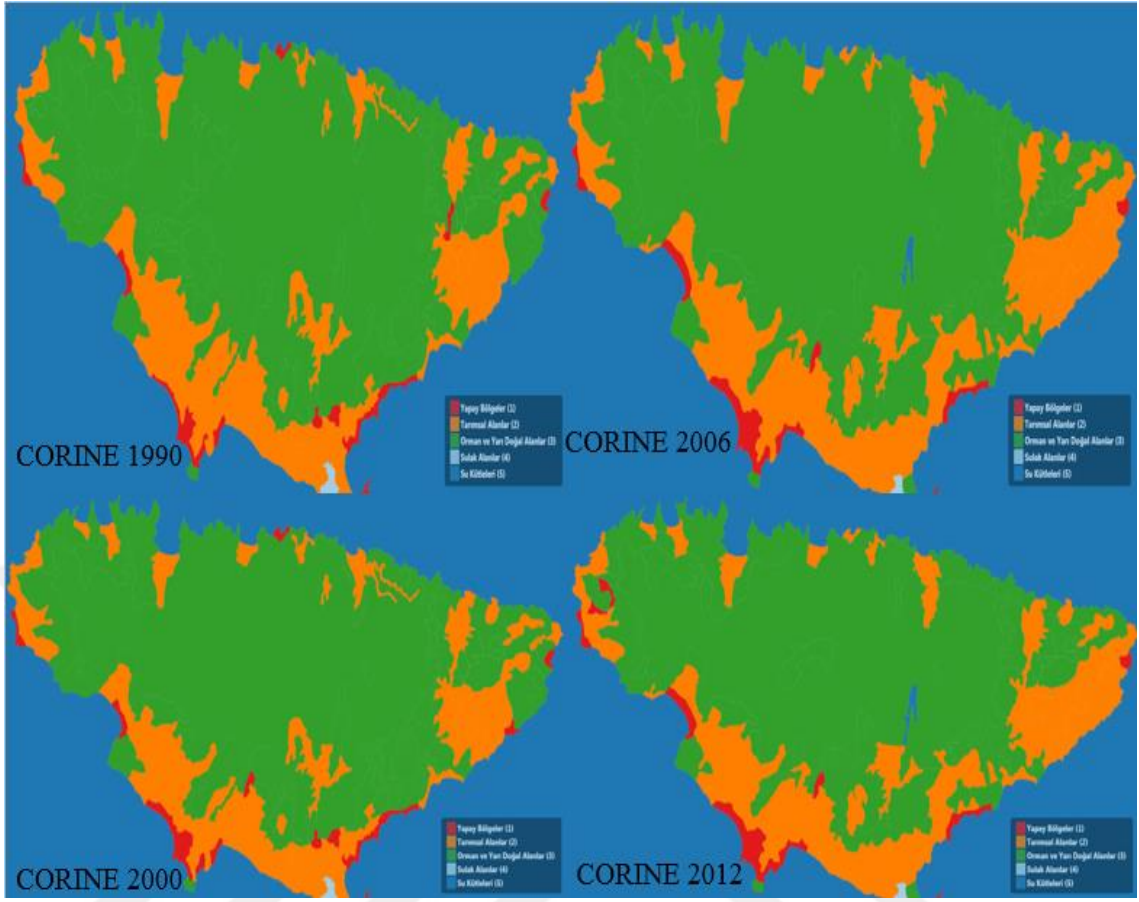 Yapay Bölgeler (1)
Tarımsal Alanlar (2)
Orman ve Yarı Doğal Alanlar (3)
Sulak Alanlar (4)
Su Kütleleri (5)
CORINE 1990
Yapay Bölgeler (1)
Tarımsal Alanlar (2)
Orman ve Yarı Doğal Alanlar (3)
Sulak Alanlar (4)
Su Kütleleri (5)
CORINE 2006
Yapay Bölgeler (1)
Tarımsal Alanlar (2)
Orman ve Yarı Doğal Alanlar (3)
Sulak Alanlar (4)
Su Kütleleri (5)
CORINE 2000
Yapay Bölgeler (1)
Tarımsal Alanlar (2)
Orman ve Yarı Doğal Alanlar (3)
Sulak Alanlar (4)
Su Kütleleri (5)
CORINE 2012